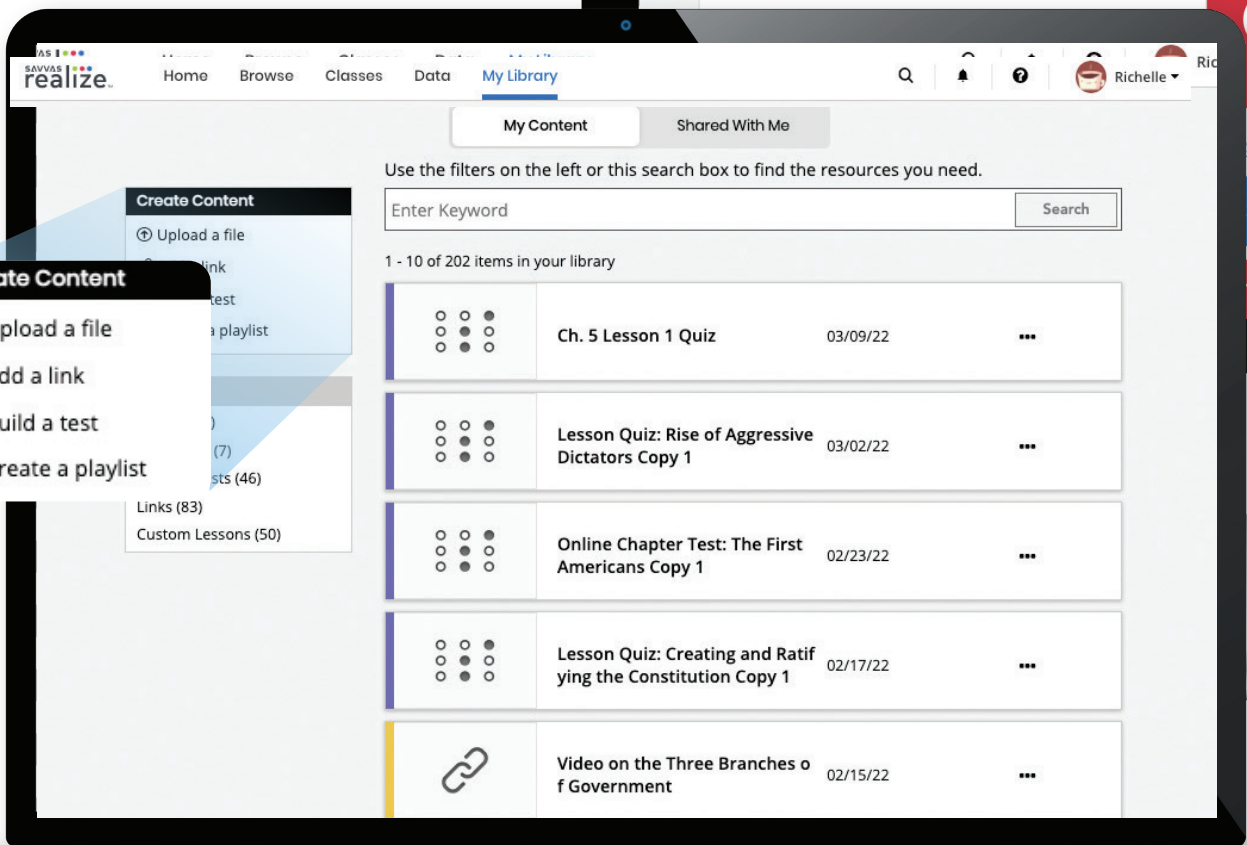 SAVVAS
realize
Home Browse Classes Data My Library
Richelle
My Content Shared With Me
Use the filters on the left or this search box to find the resources you need.
Create Content
Upload a file
link
test
a playlist
ate Content
pload a file
dd a link
uild a test
reate a playlist
(7)
sts (46)
Links (83)
Custom Lessons (50)
Enter Keyword Search
1 - 10 of 202 items in your library
Ch. 5 Lesson 1 Quiz 03/09/22
Lesson Quiz: Rise of Aggressive
Dictators Copy 1 03/02/22
Online Chapter Test: The First
Americans Copy 1 02/23/22
Lesson Quiz: Creating and Ratif
ying the Constitution Copy 1 02/17/22
Video on the Three Branches o
f Government 02/15/22